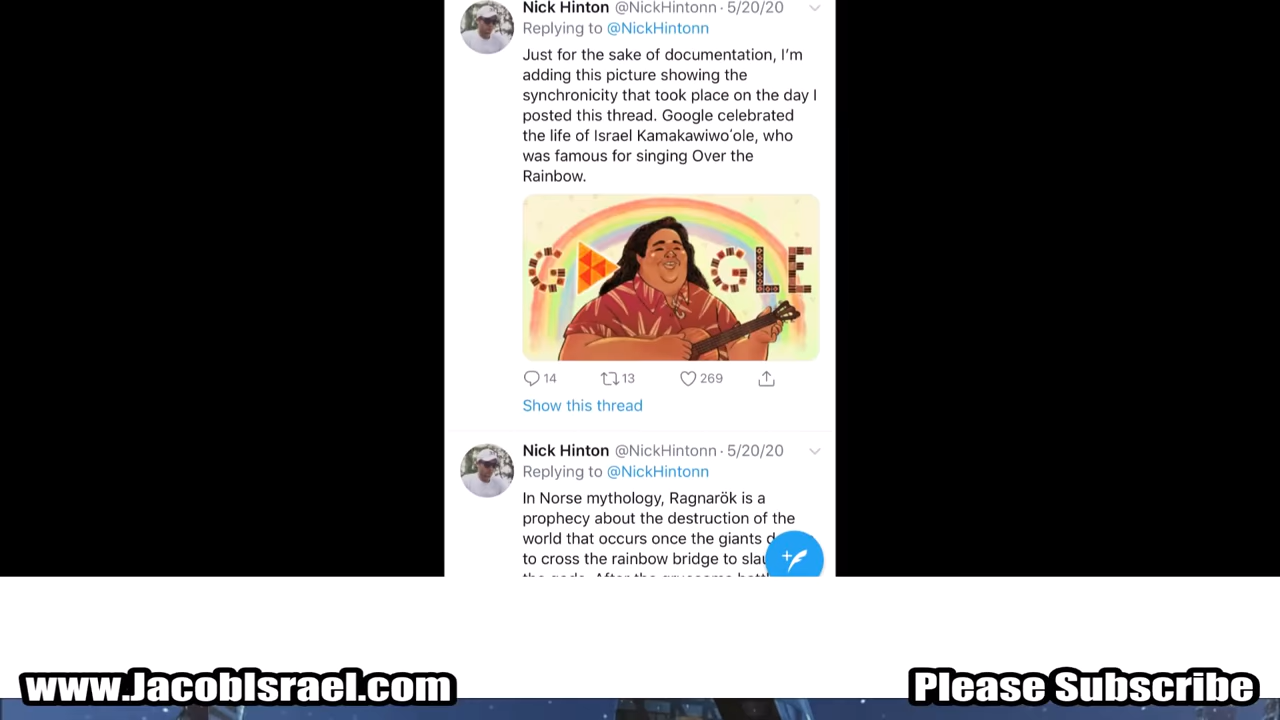 Nick Hinton @NickHintonn · 5/20/20
Replying to @NickHintonn
Just for the sake of documentation, I’m
adding this picture showing the
synchronicity that took place on the day I
posted this thread. Google celebrated
the life of Israel Kamakawiwoʻole, who
was famous for singing Over the
Rainbow.
G GLE
14 13 269
Show this thread
Nick Hinton @NickHintonn · 5/20/20
Replying to @NickHintonn
In Norse mythology, Ragnarök is a
prophecy about the destruction of the
world that occurs once the giants
to cross the rainbow bridge to
www.JacobIsrael.com
Please Subscribe